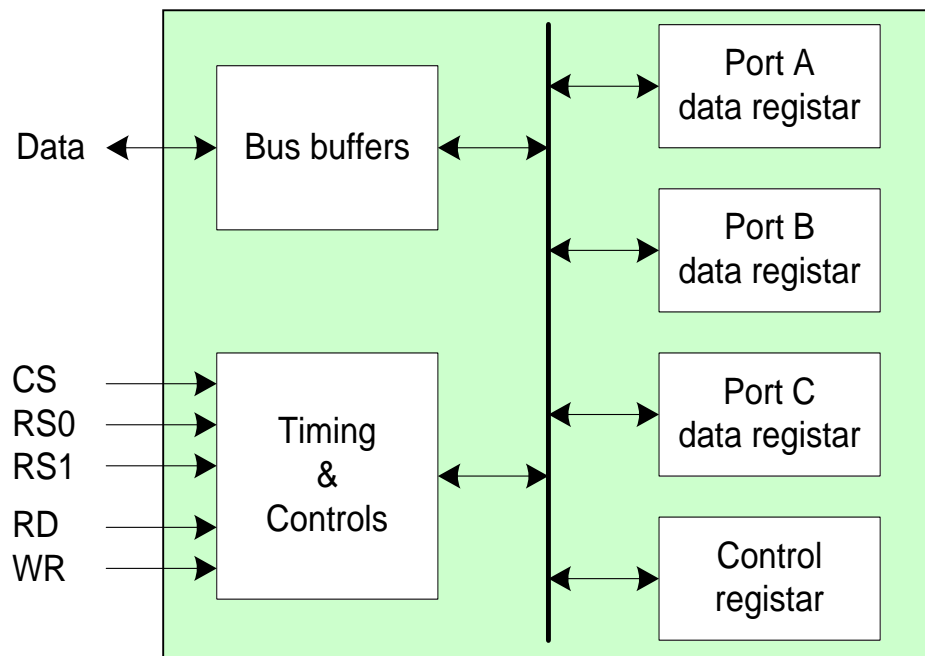 Data
Bus buffers
CS
RS0
RS1
RD
WR
Timing
&
Controls
Port A
data registar
Port B
data registar
Port C
data registar
Control
registar